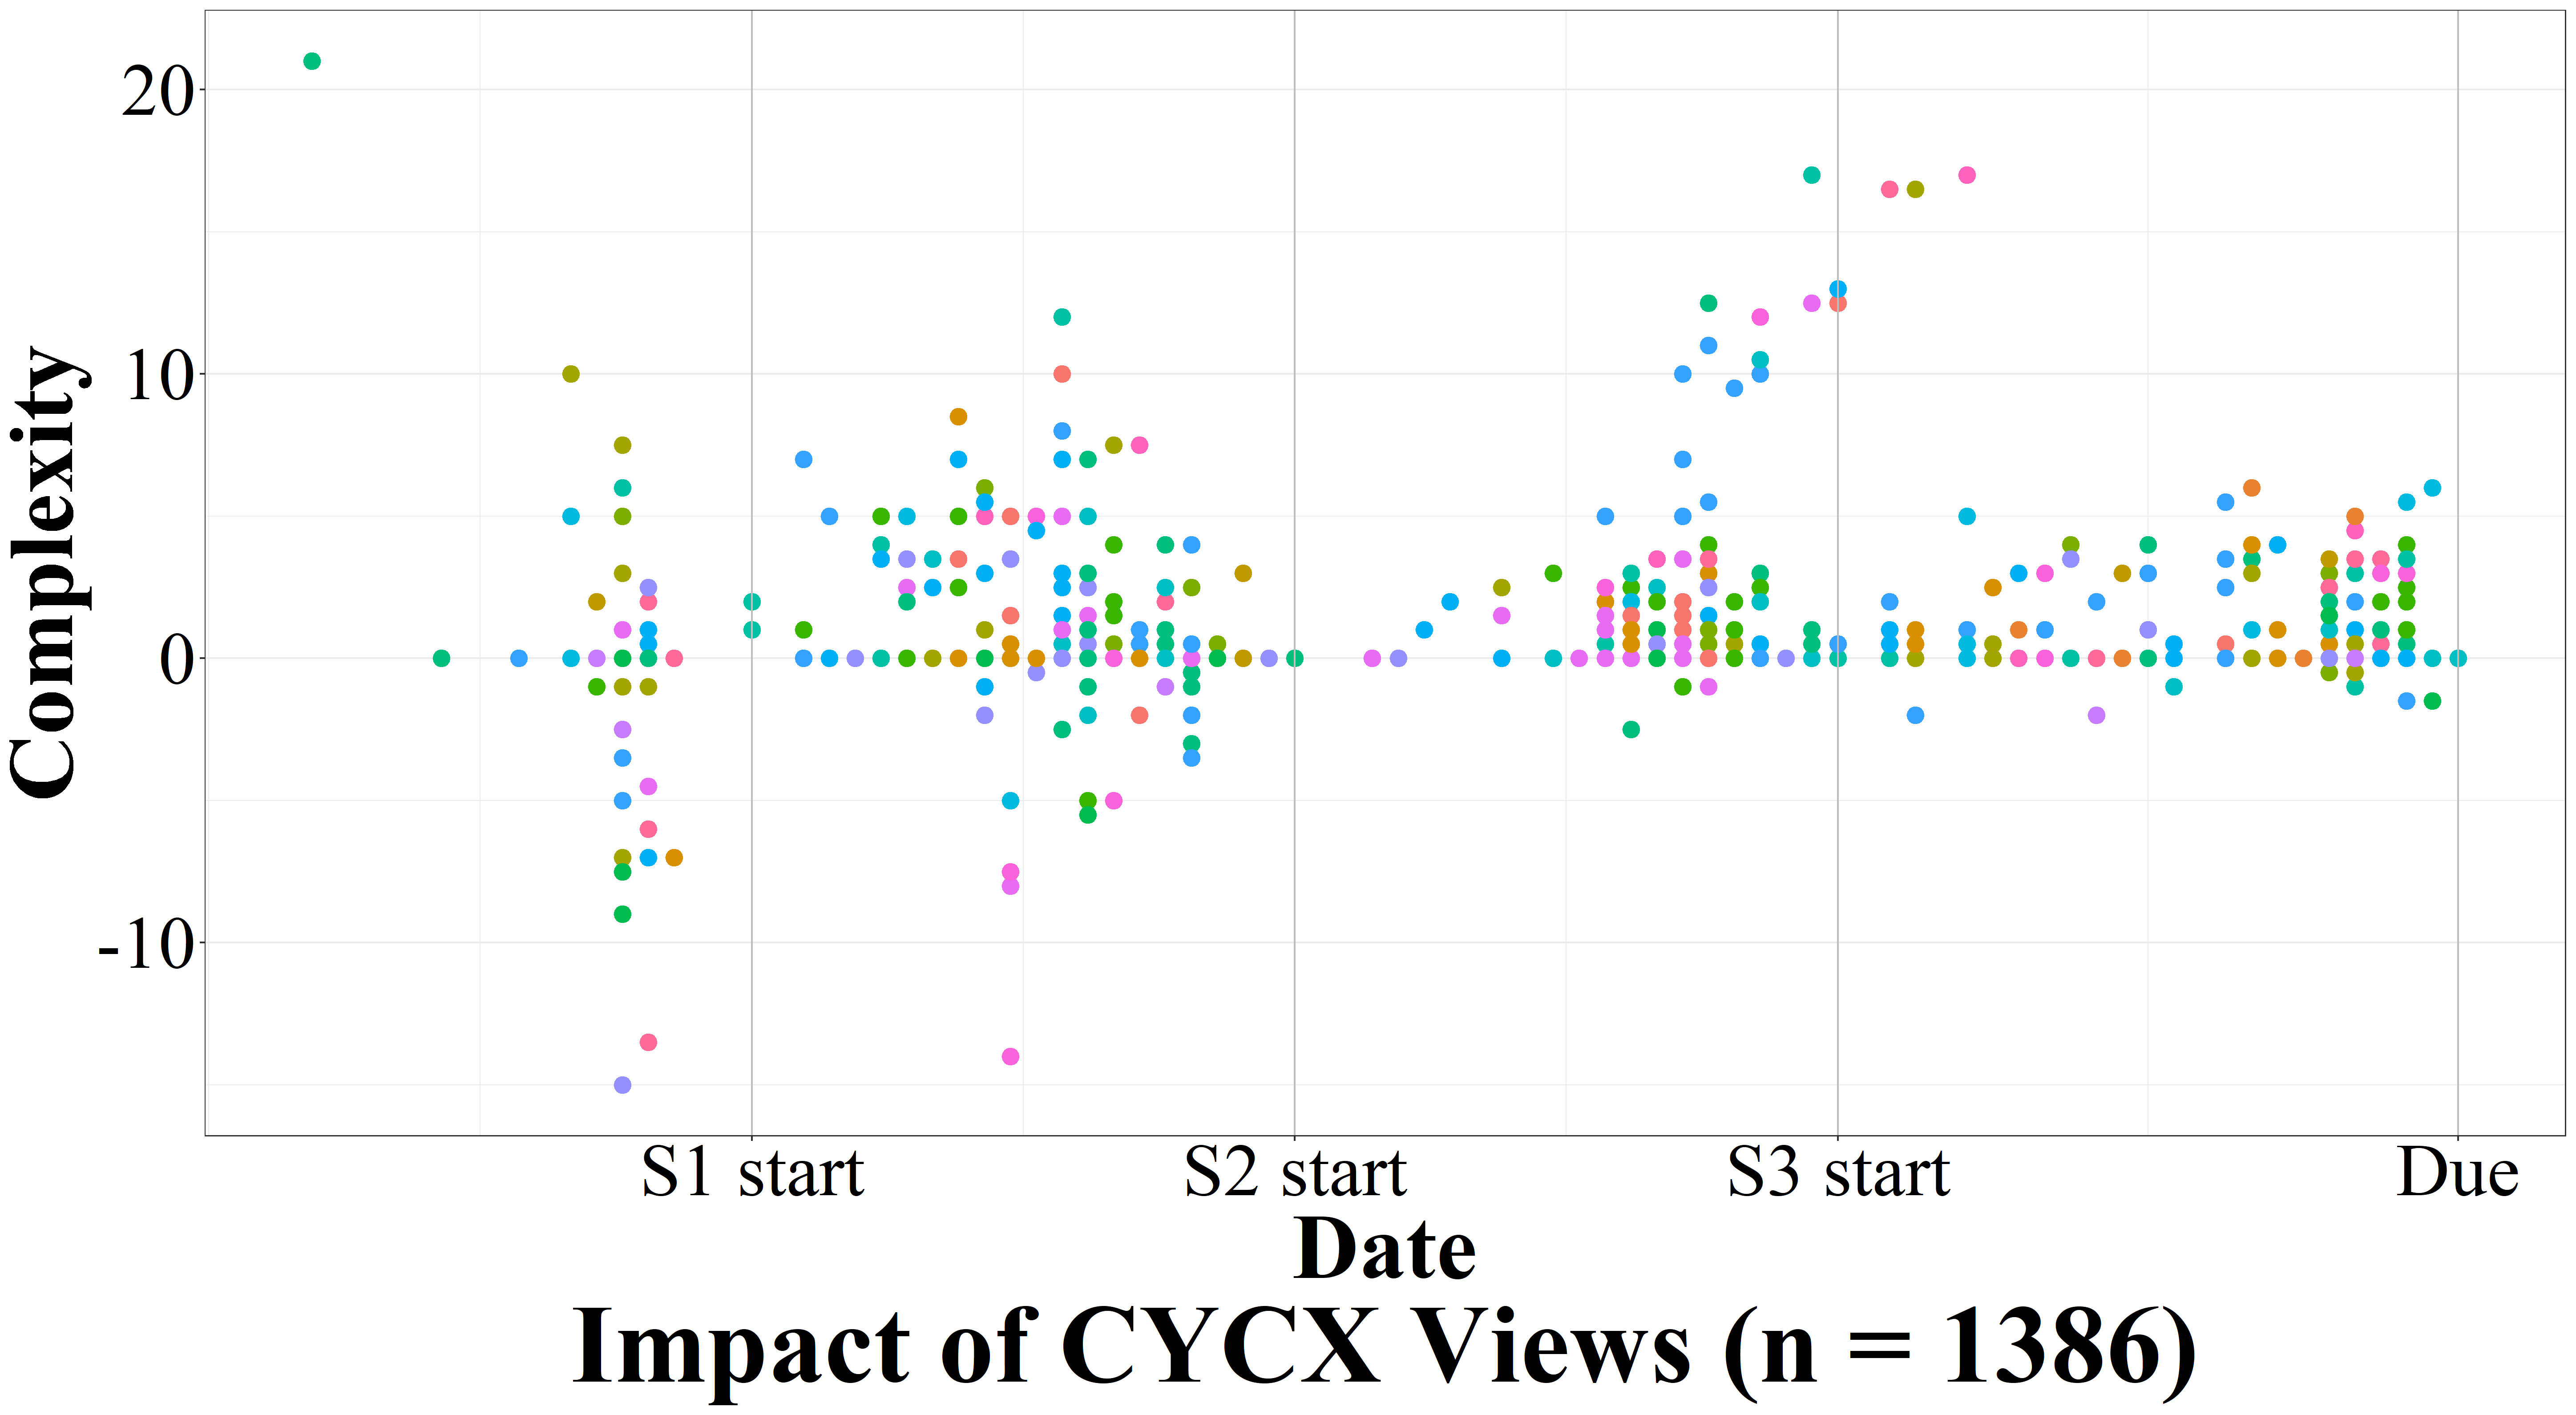 20
10
0
-10
Complexity
S1 start S2 start S3 start Due
Date
Impact of CYCX Views (n = 1386)